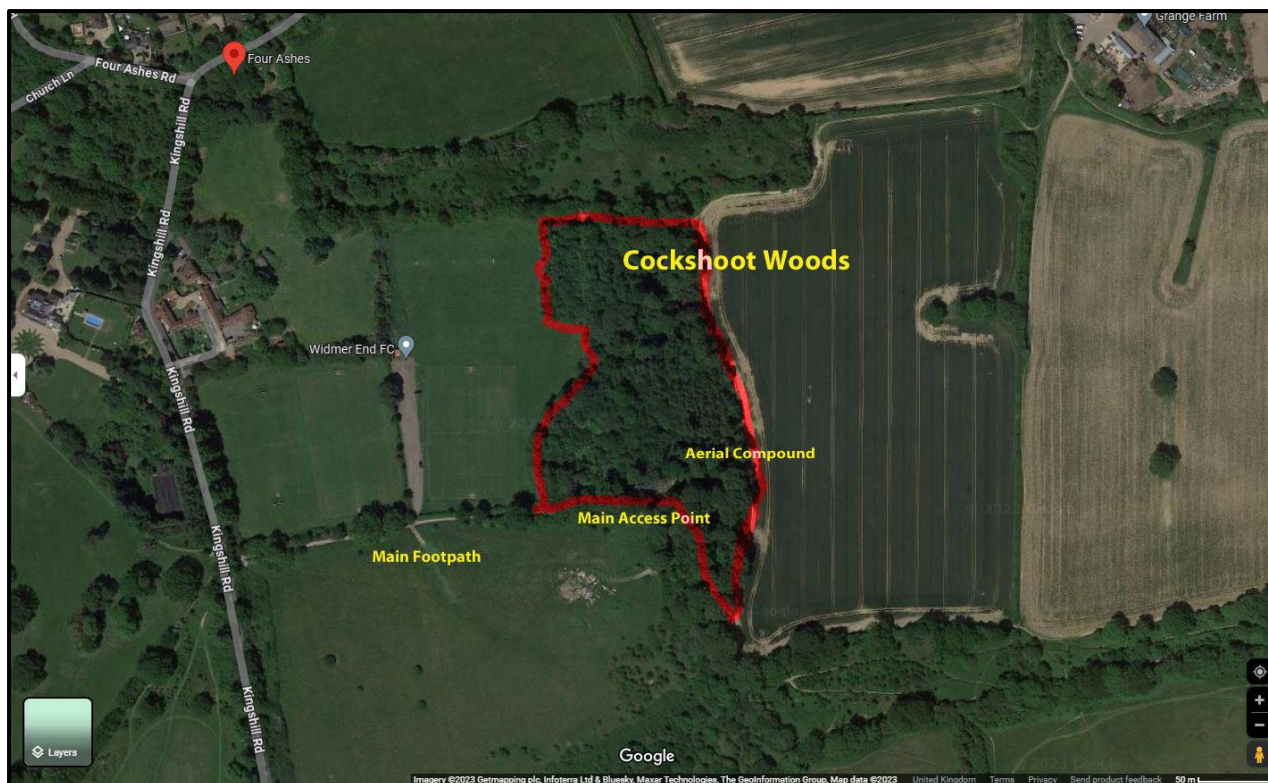 Grange Farm
Four Ashes
Four Ashes Rd
Church Ln
Kingshill Rd
Kingshill Rd
Cockshoot Woods
Widmer End FC
Kingshill Rd
Aerial Compound
Main Access Point
Kingshill Rd
Main Footpath
Kingshill Rd
Layers
Google
Imagery ©2023 Getmapping plc, Infoterra Ltd & Bluesky, Maxar Technologies, The GeoInformation Group, Map data ©2023 United Kingdom Terms Privacy Send product feedback 50 m